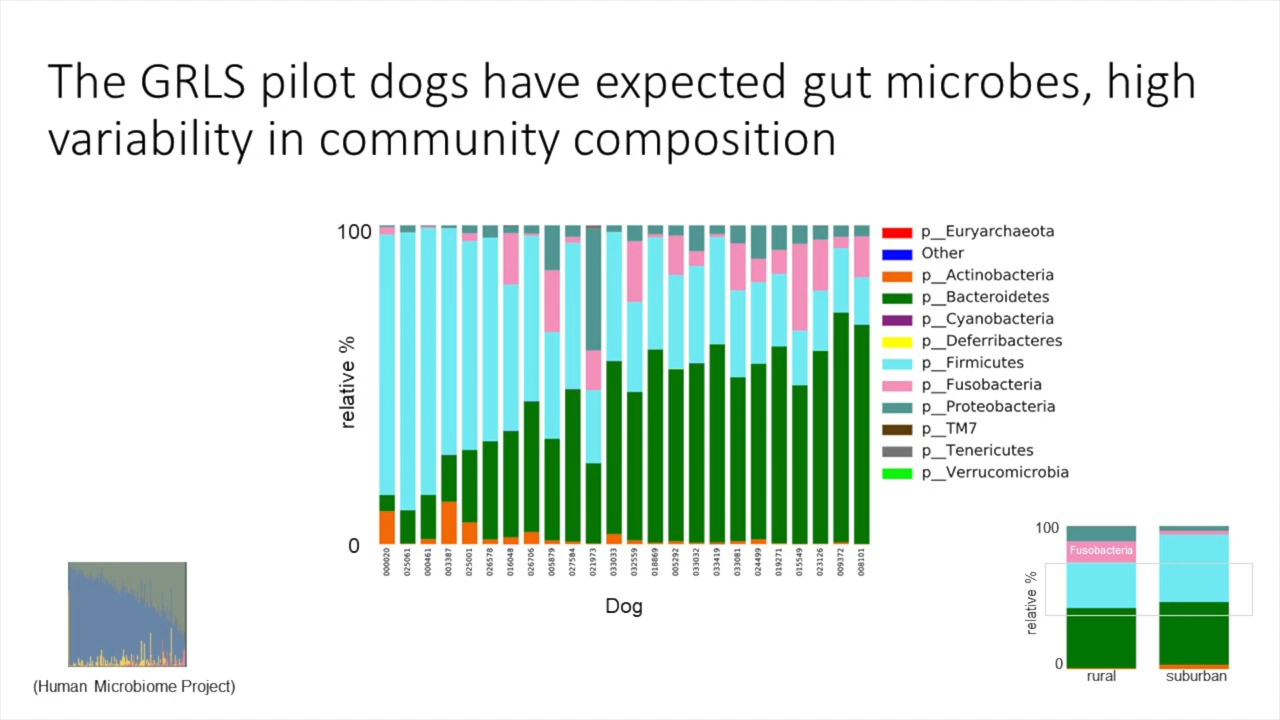 The GRLS pilot dogs have expected gut microbes, high
variability in community composition
100
relative %
0
000020
025061
000461
003387
025001
026578
016048
026706
005879
027584
021973
033033
032559
018869
005292
033032
033419
033081
024499
019271
015549
023126
009372
008101
Dog
p__Euryarchaeota
Other
p__Actinobacteria
p__Bacteroidetes
p__Cyanobacteria
p__Deferribacteres
p__Firmicutes
p__Fusobacteria
p__Proteobacteria
p__TM7
p__Tenericutes
p__Verrucomicrobia
(Human Microbiome Project)
100
relative %
0
Fusobacteria
rural
suburban